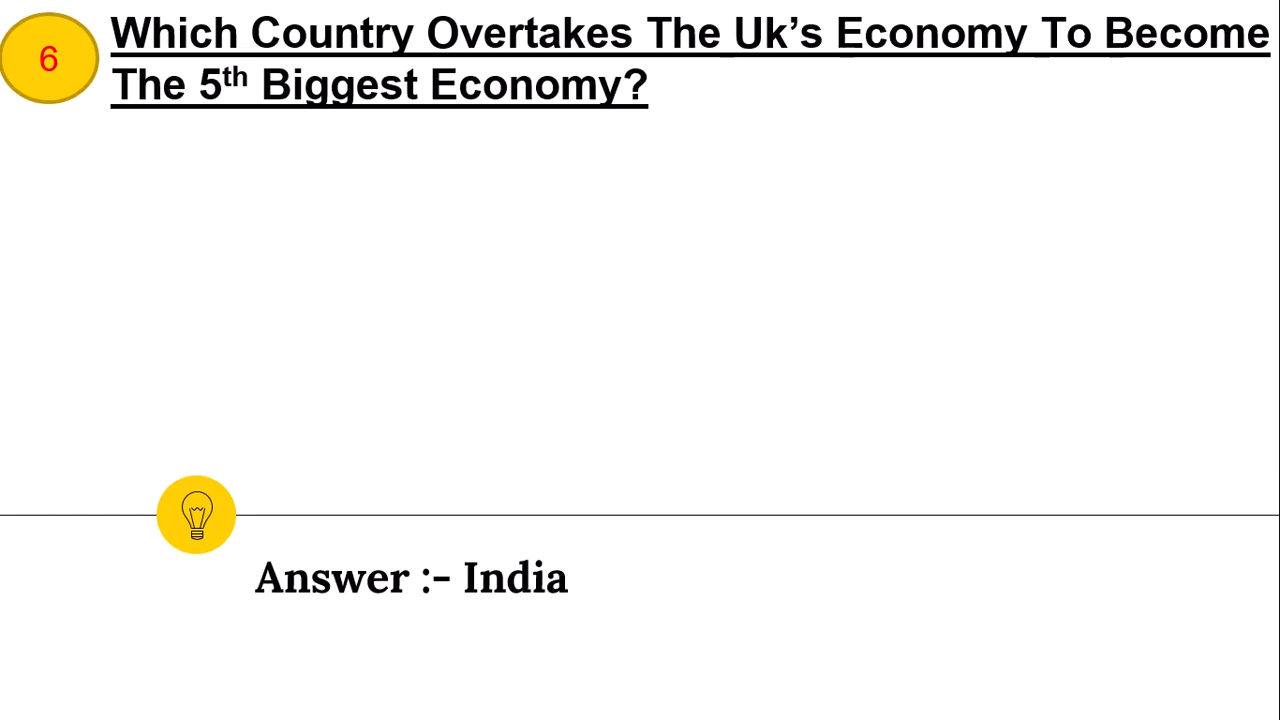 6
Which Country Overtakes The Uk’s Economy To Become
The 5th Biggest Economy?
Answer :- India